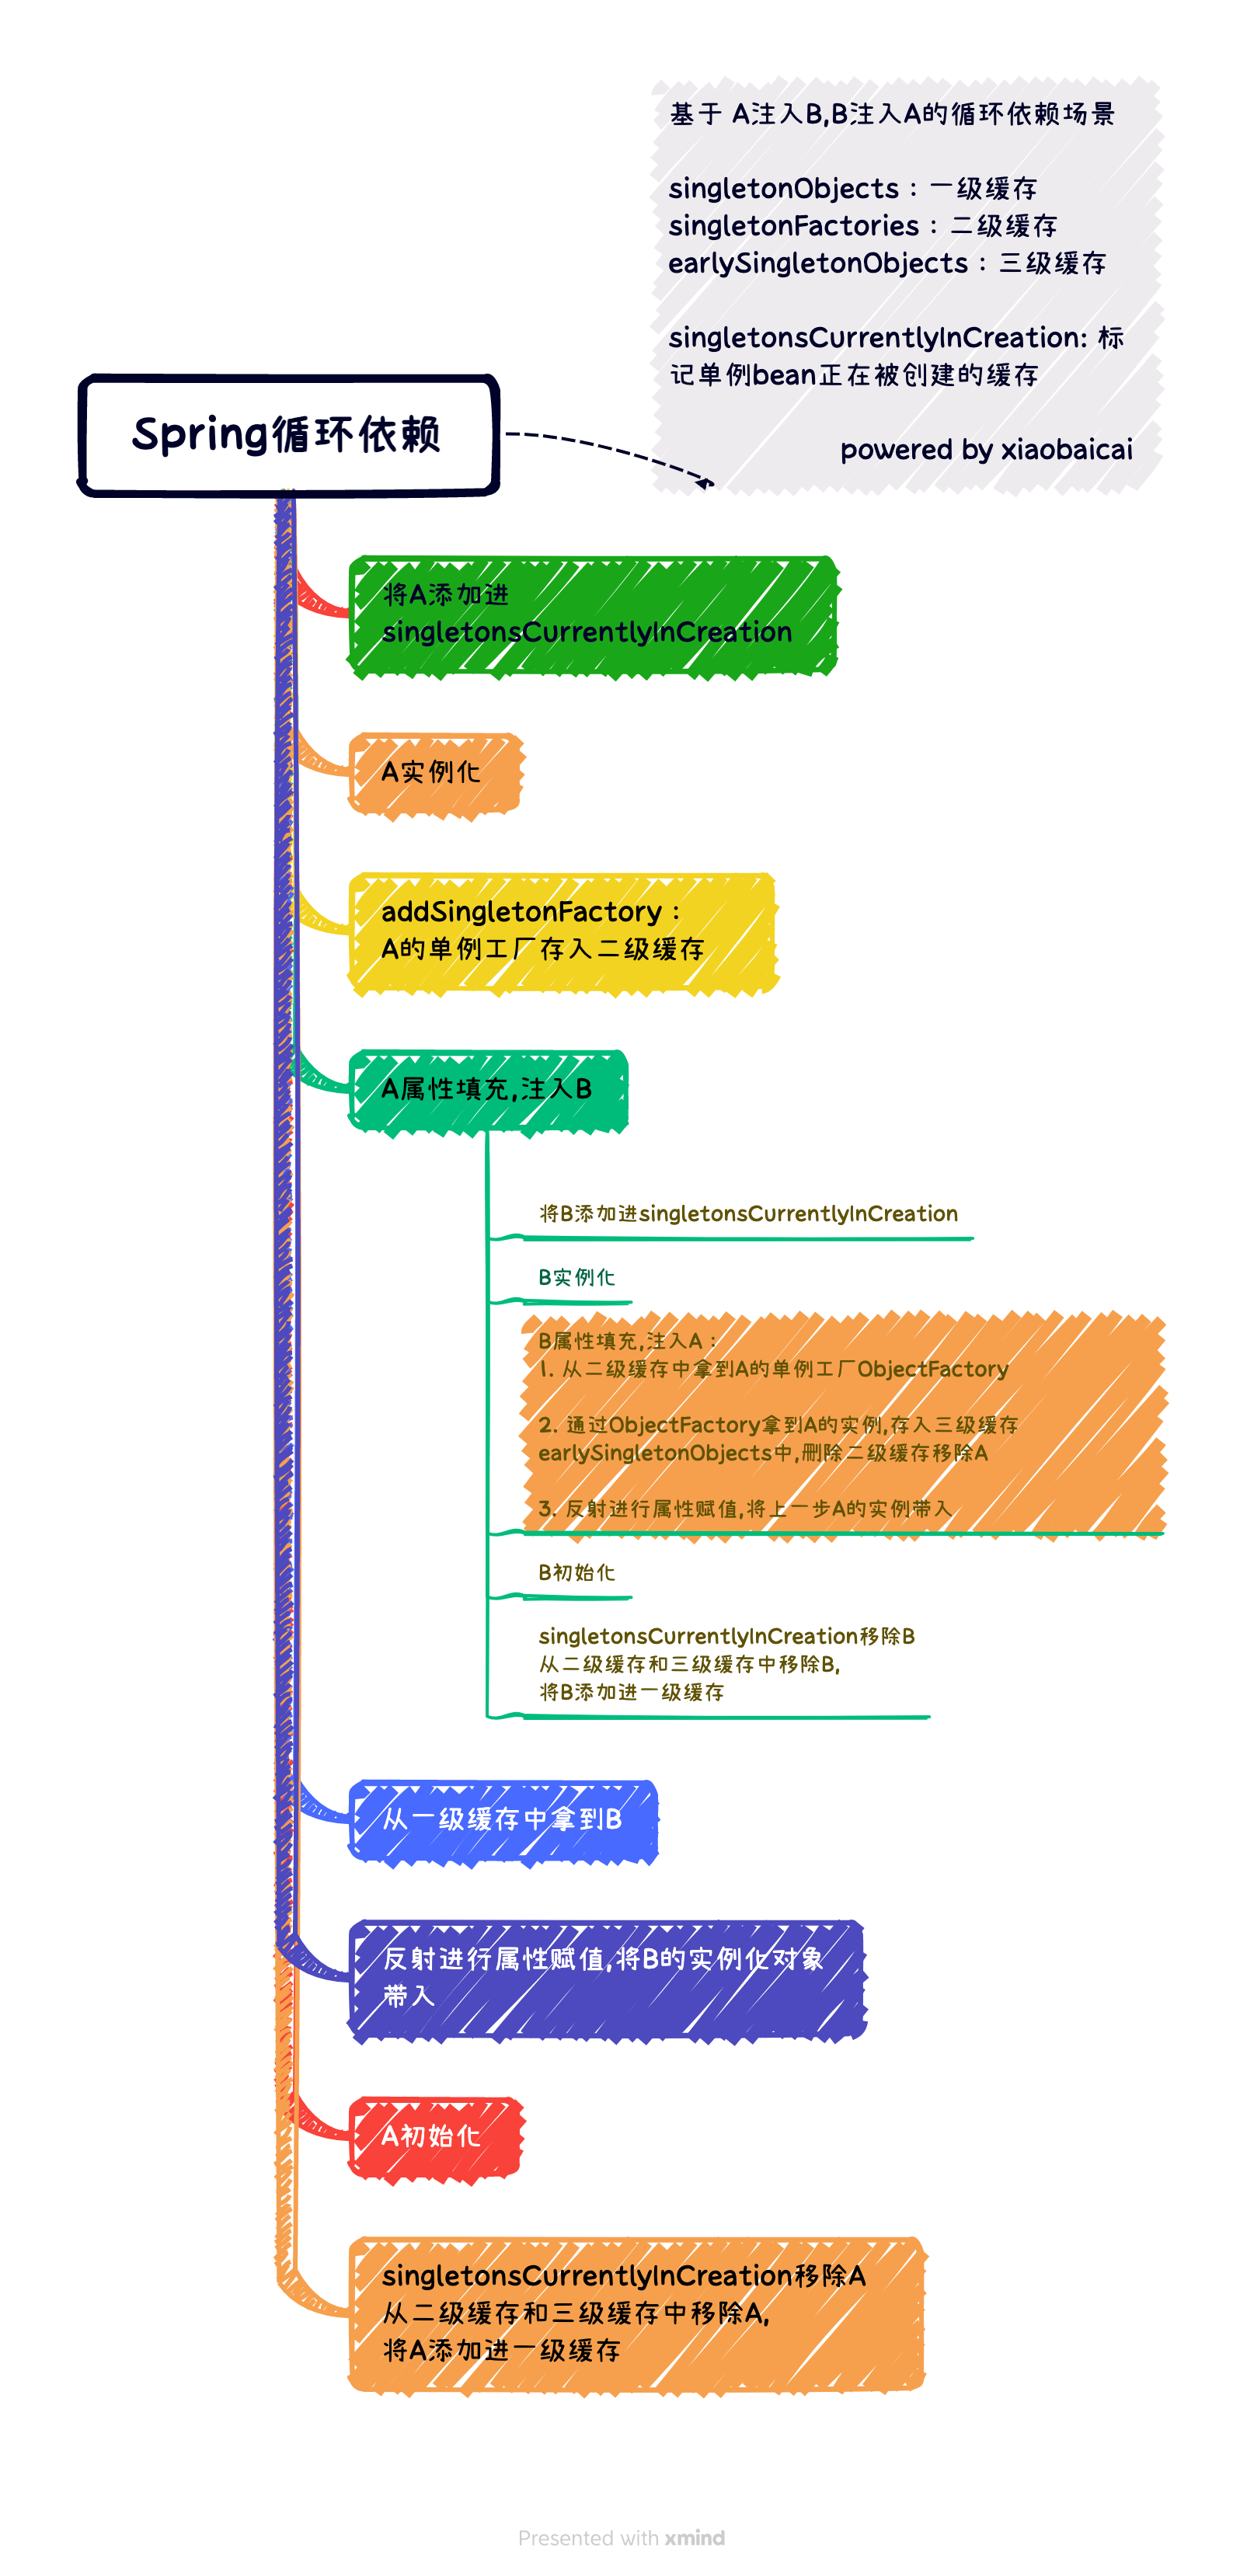 基于 A注入B,B注入A的循环依赖场景
singletonObjects：一级缓存
singletonFactories：二级缓存
earlySingletonObjects：三级缓存
singletonsCurrentlyInCreation: 标
记单例bean正在被创建的缓存
powered by xiaobaicai
Spring循环依赖
将A添加进
singletonsCurrentlyInCreation
A实例化
addSingletonFactory：
A的单例工厂存入二级缓存
A属性填充,注入B
将B添加进singletonsCurrentlyInCreation
B实例化
B属性填充,注入A：
1. 从二级缓存中拿到A的单例工厂ObjectFactory
2. 通过ObjectFactory拿到A的实例,存入三级缓存
earlySingletonObjects中,删除二级缓存移除A
3. 反射进行属性赋值,将上一步A的实例带入
B初始化
singletonsCurrentlyInCreation移除B
从二级缓存和三级缓存中移除B,
将B添加进一级缓存
从一级缓存中拿到B
反射进行属性赋值,将B的实例化对象
带入
A初始化
singletonsCurrentlyInCreation移除A
从二级缓存和三级缓存中移除A,
将A添加进一级缓存
Presented with xmind